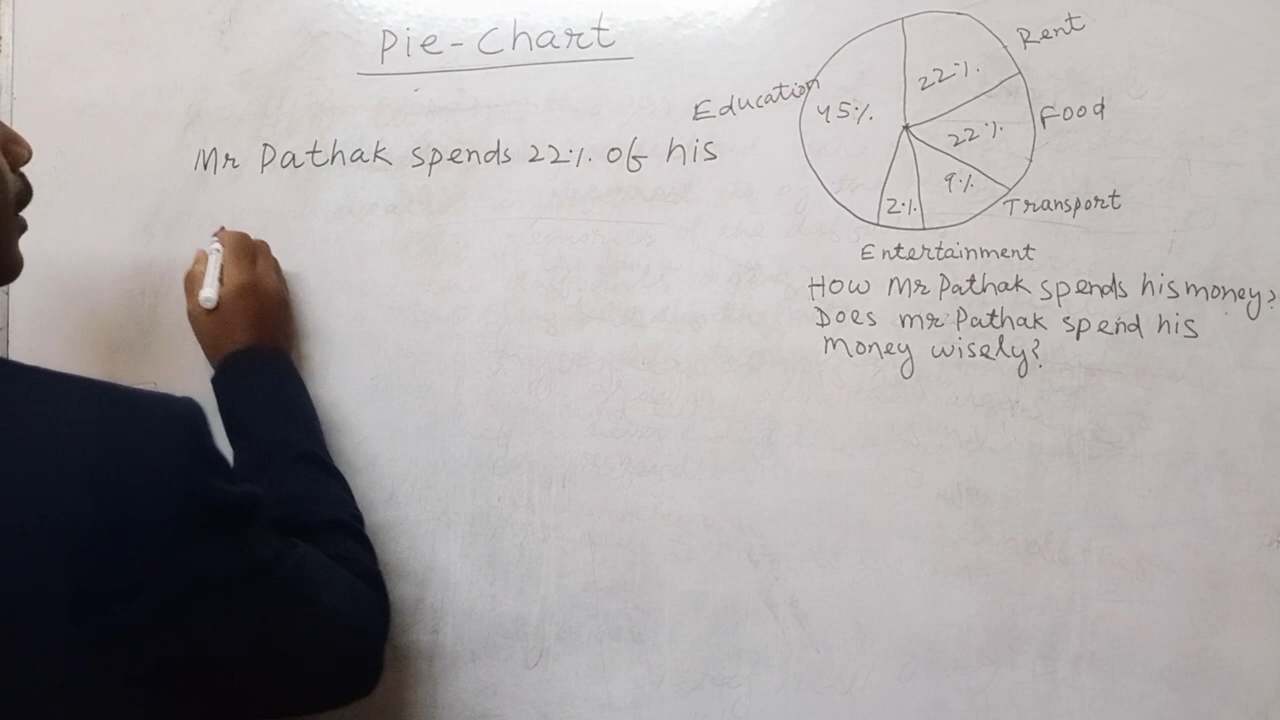 Pie-Chart
Mr Pathak spends 22% of his
Education
45%
22%
Rent
22%
Food
9%
Transport
2%
Entertainment
How Mr Pathak spends his money?
Does mr Pathak spend his
money wisely?